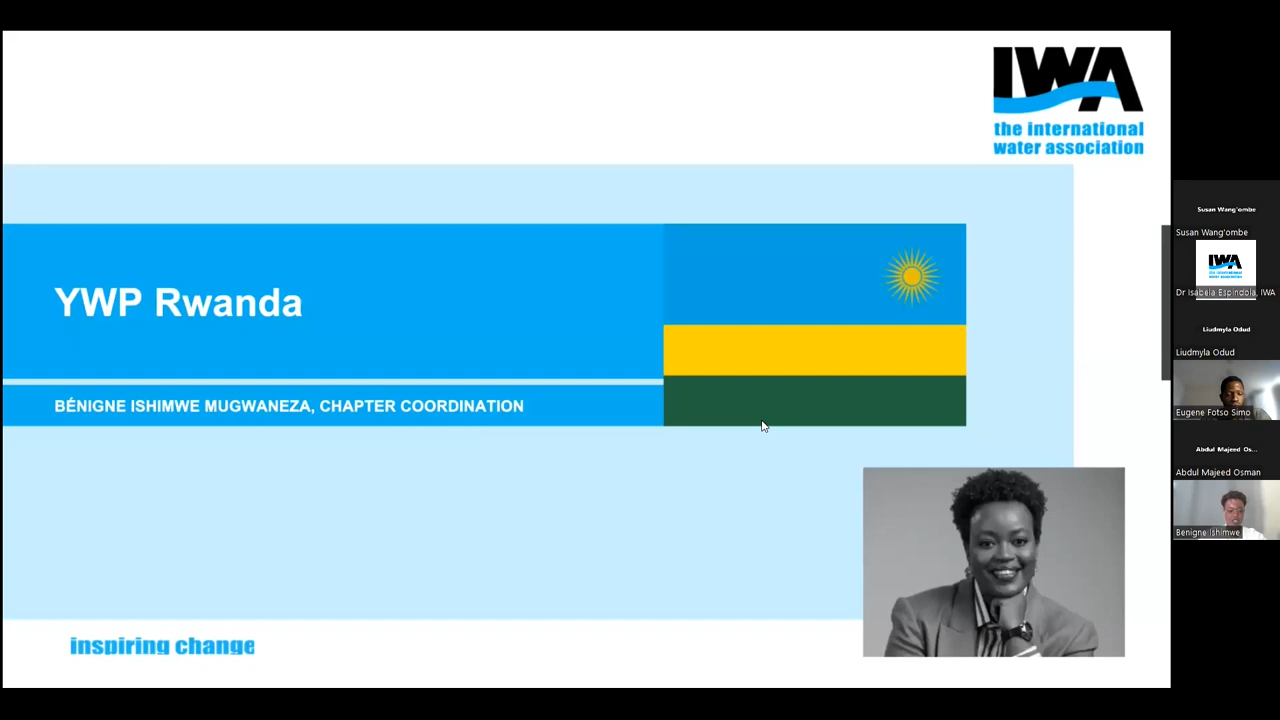 IWA
the international
water association
YWP Rwanda
BÉNIGNE ISHIMWE MUGWANEZA, CHAPTER COORDINATION
inspiring change
Susan Wang'ombe
Susan Wang'ombe
IWA
Dr Isabela Espindola, IWA
Liudmyla Odud
Liudmyla Odud
Eugene Fotso Simo
Abdul Majeed Os...
Abdul Majeed Osman
Benigne Ishimwe